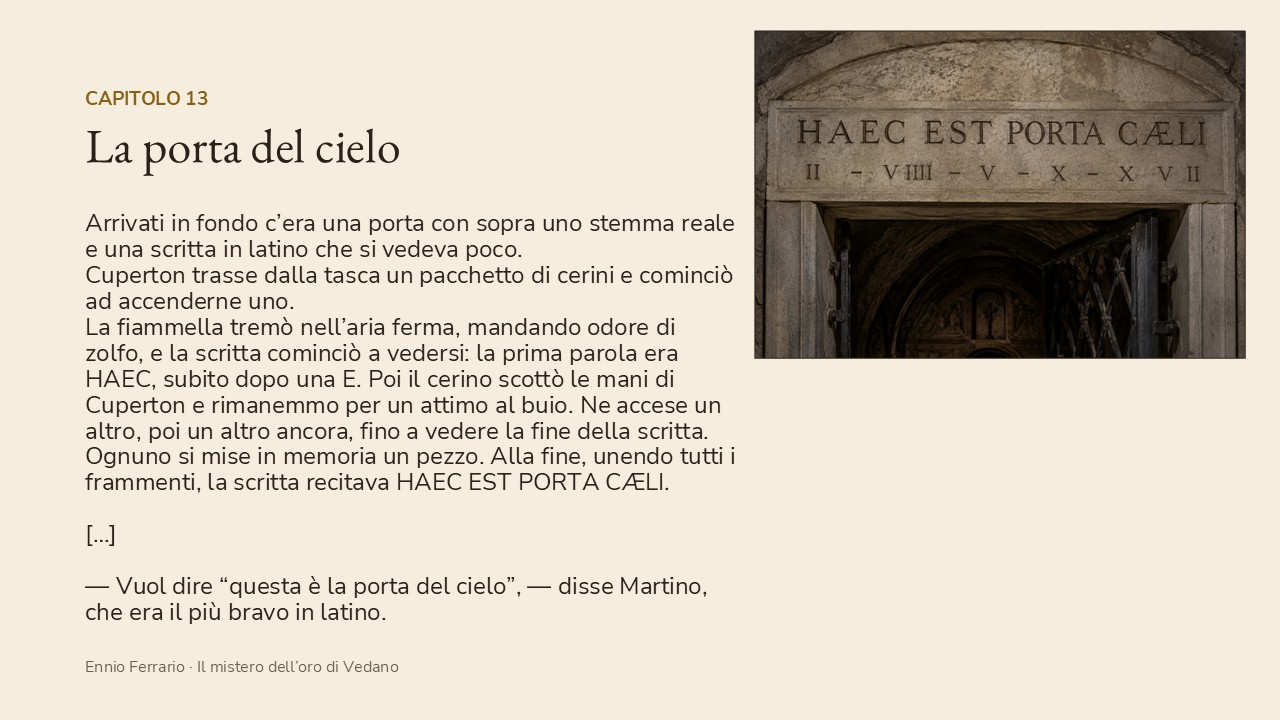 CAPITOLO 13
La porta del cielo
Arrivati in fondo c’era una porta con sopra uno stemma reale
e una scritta in latino che si vedeva poco.
Cuperton trasse dalla tasca un pacchetto di cerini e cominciò
ad accenderne uno.
La fiammella tremò nell’aria ferma, mandando odore di
zolfo, e la scritta cominciò a vedersi: la prima parola era
HAEC, subito dopo una E. Poi il cerino scottò le mani di
Cuperton e rimanemmo per un attimo al buio. Ne accese un
altro, poi un altro ancora, fino a vedere la fine della scritta.
Ognuno si mise in memoria un pezzo. Alla fine, unendo tutti i
frammenti, la scritta recitava HAEC EST PORTA CÆLI.
[…]
— Vuol dire “questa è la porta del cielo”, — disse Martino,
che era il più bravo in latino.
Ennio Ferrario · Il mistero dell’oro di Vedano
HAEC EST PORTA CÆLI
II - VIIII - V - X - X VII